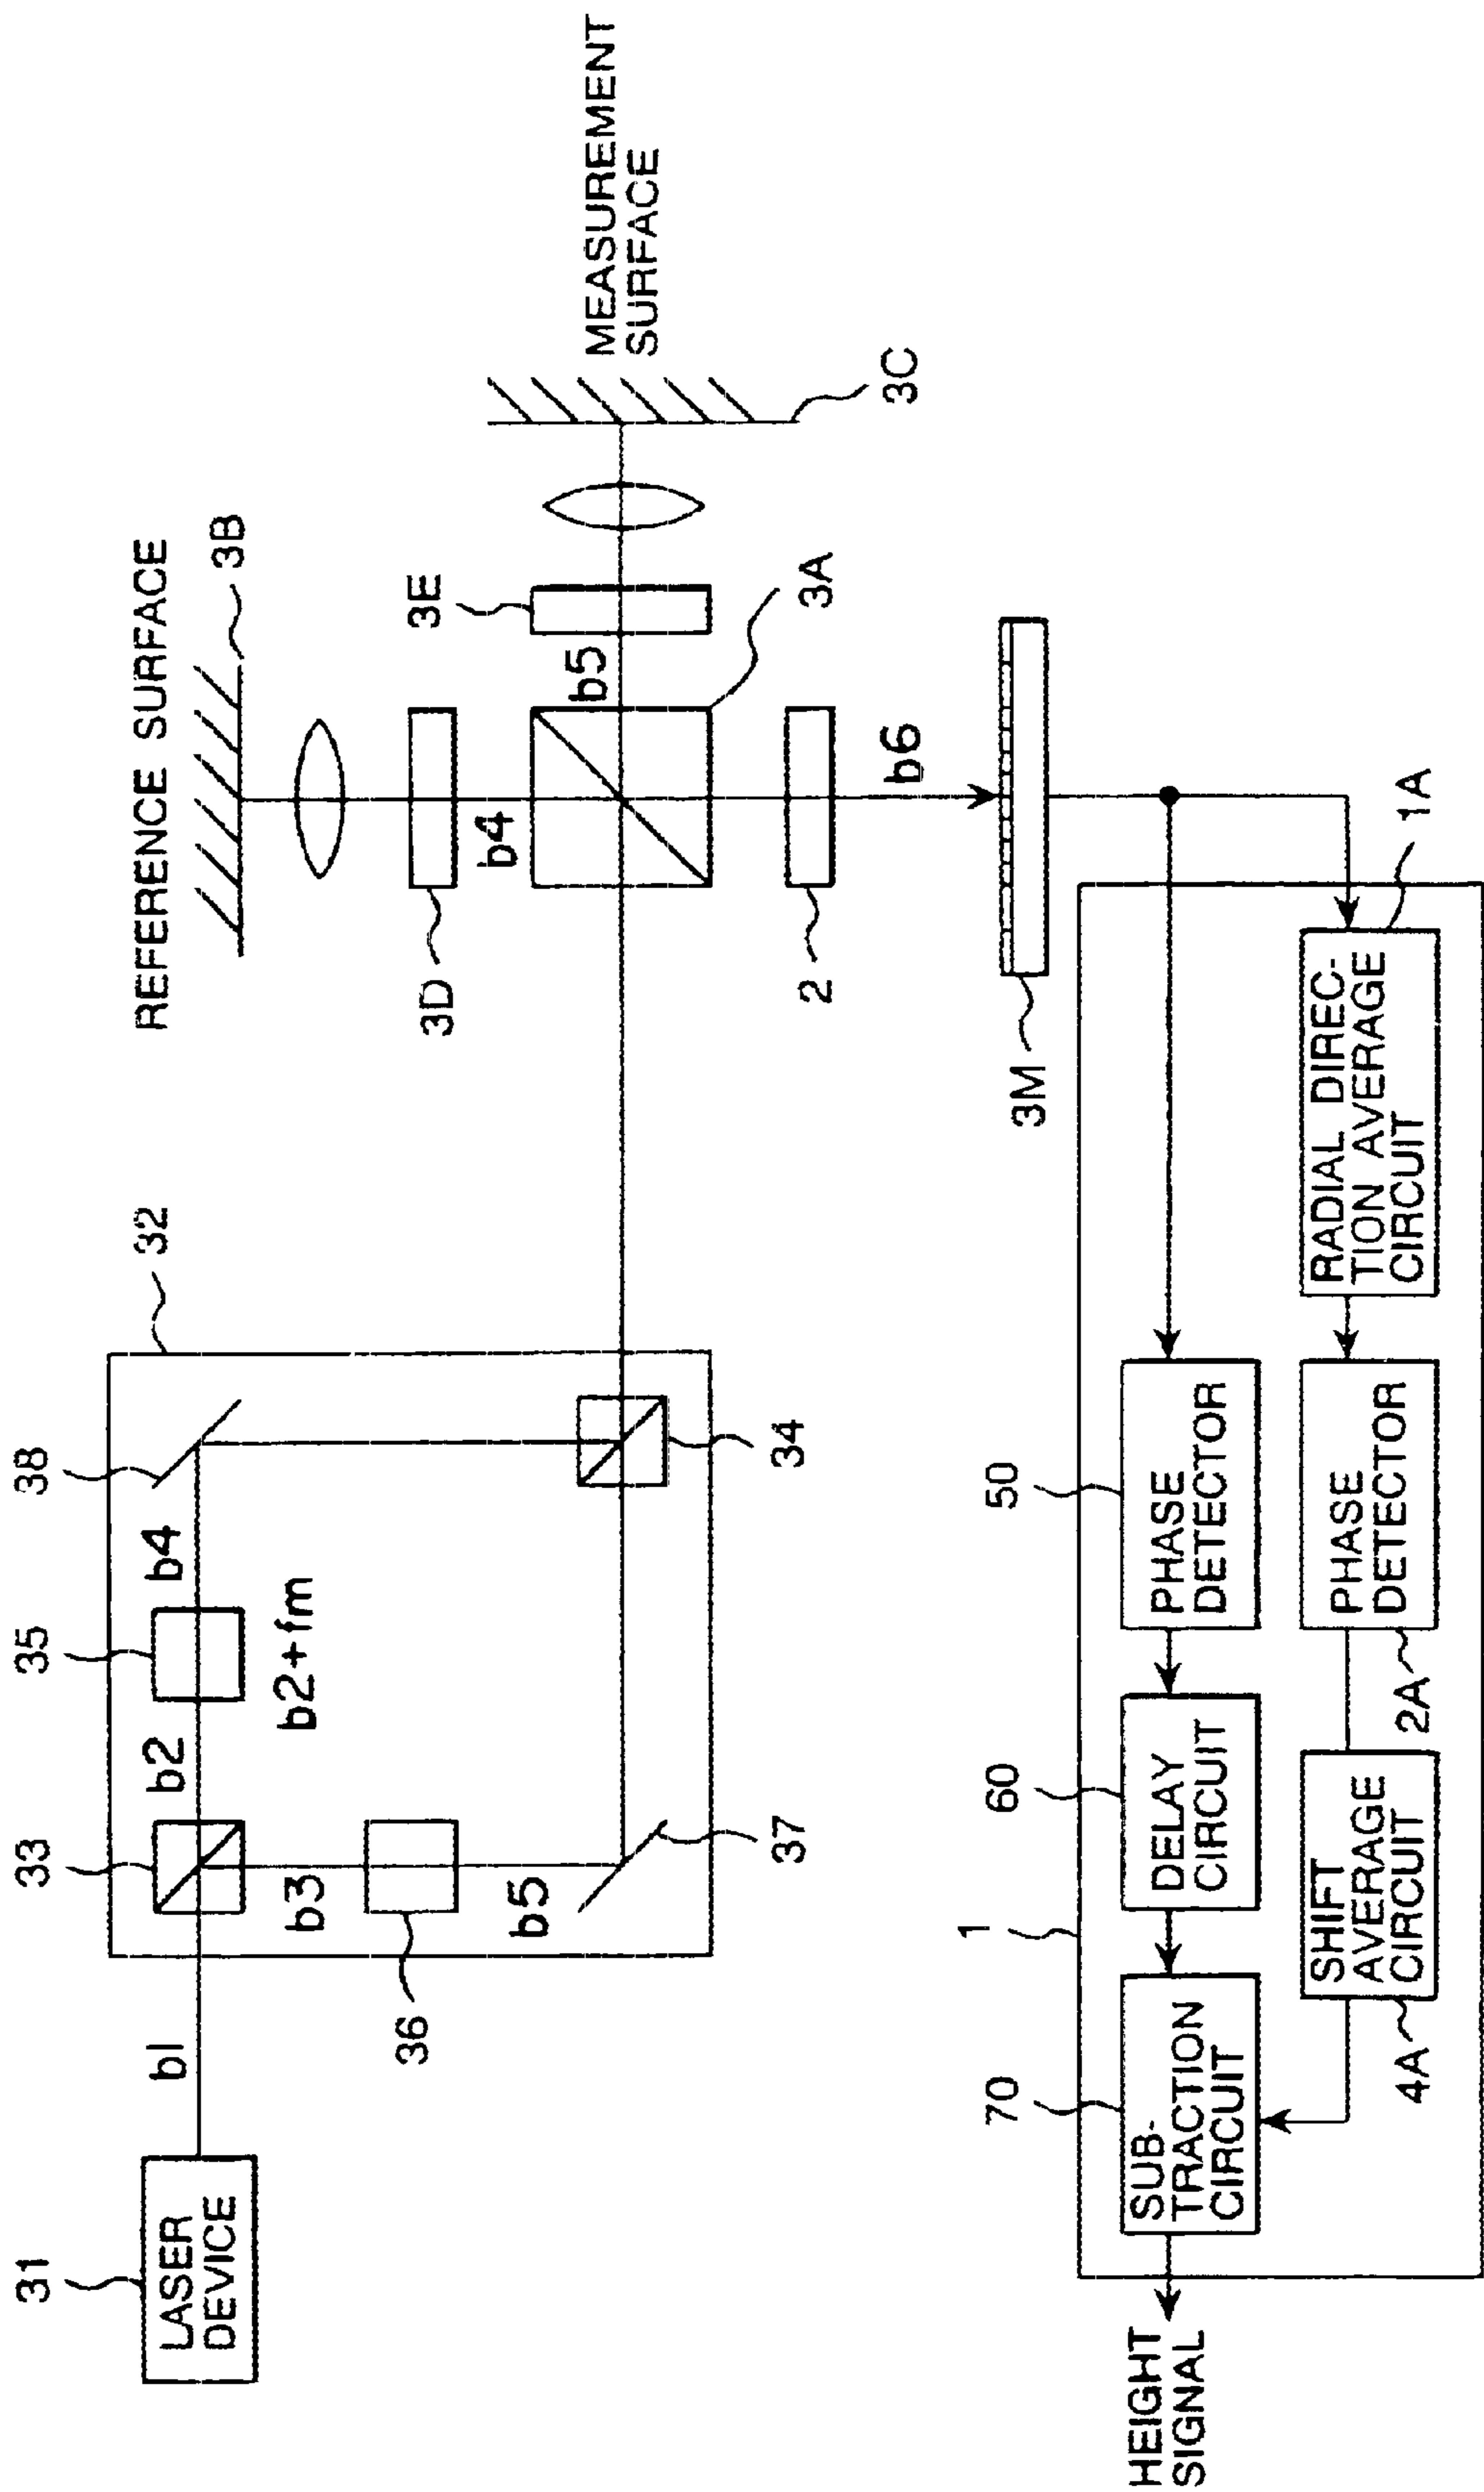 31
LASER
DEVICE
b1
32
33
b2
35
b2+fm
b4
38
b3
36
b5
37
34
REFERENCE SURFACE
3B
3D
b4
3E
b5
3A
MEASUREMENT
SURFACE
3C
2
b6
3M
1
1A
RADIAL DIREC-
TION AVERAGE
CIRCUIT
50
PHASE
DETECTOR
PHASE
DETECTOR
2A
60
DELAY
CIRCUIT
SHIFT
AVERAGE
CIRCUIT
4A
70
SUB-
TRACTION
CIRCUIT
HEIGHT
SIGNAL